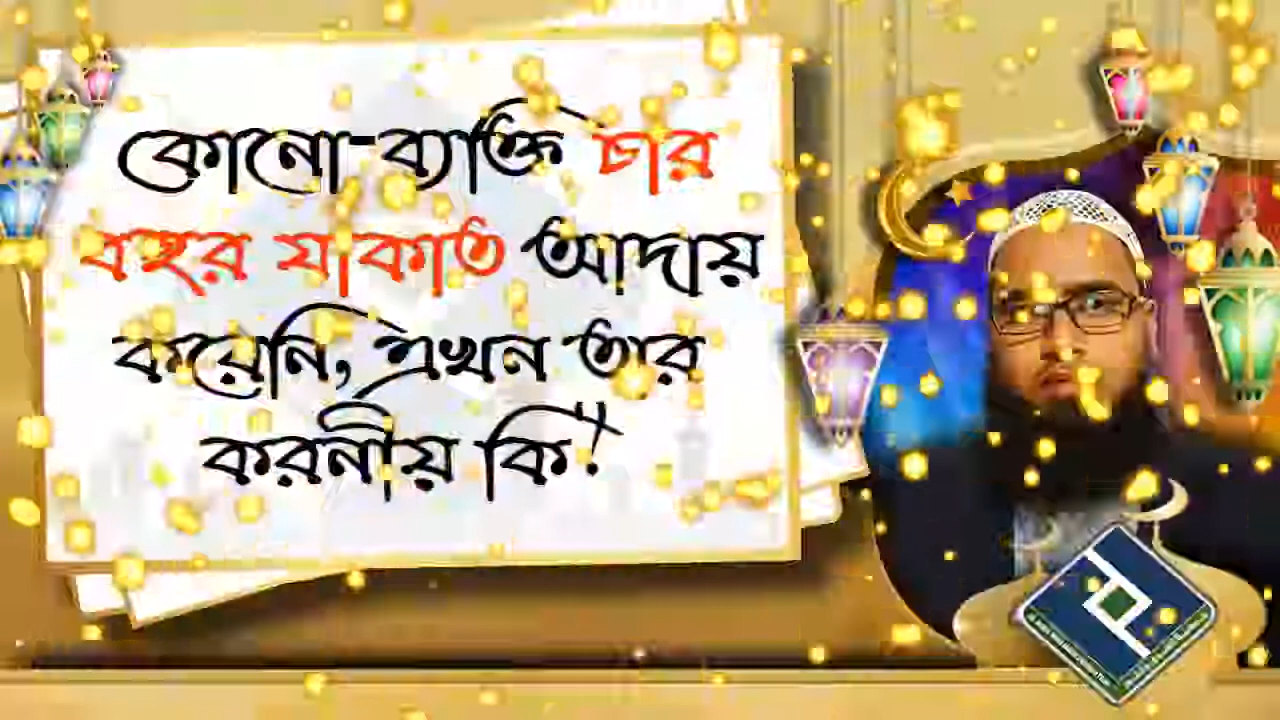 কোনো-ব্যক্তি চার
বছর যাকাত আদায়
করেনি, এখন তার
করনীয় কি!